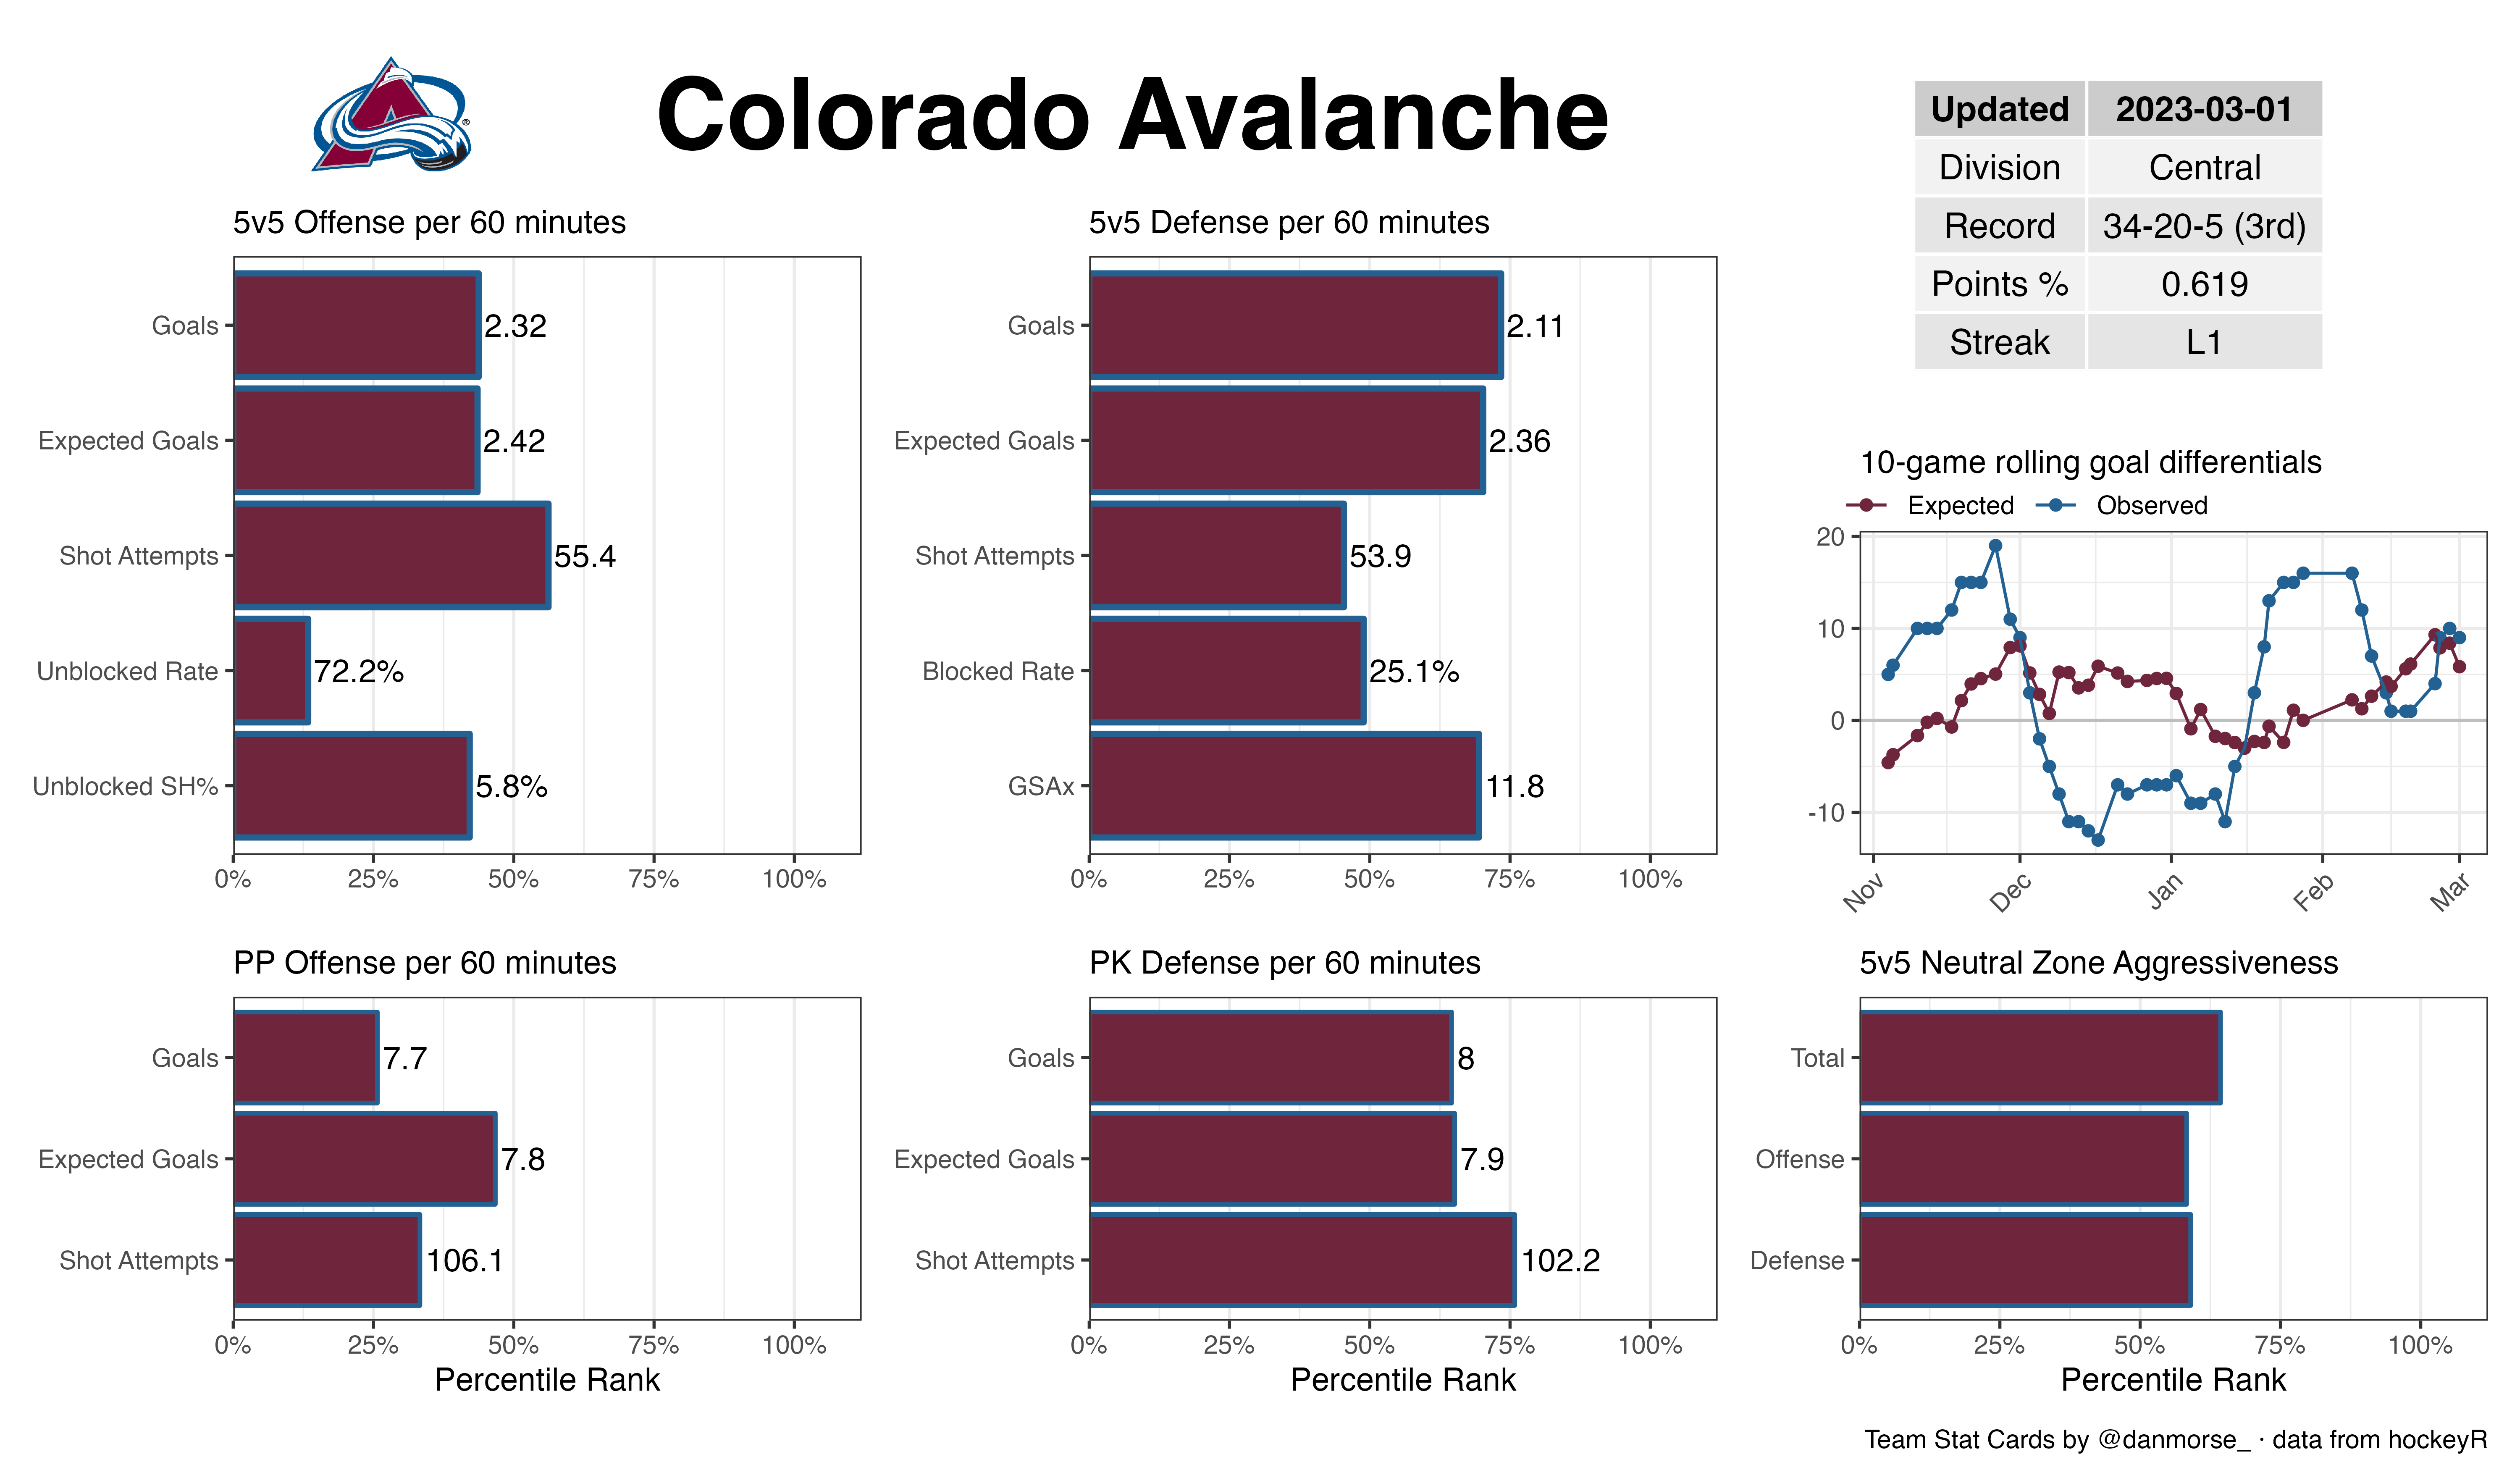 Colorado Avalanche
®
Updated 2023-03-01
Division Central
Record 34-20-5 (3rd)
Points % 0.619
Streak L1
5v5 Offense per 60 minutes
Goals 2.32
Expected Goals 2.42
Shot Attempts 55.4
Unblocked Rate 72.2%
Unblocked SH% 5.8%
0% 25% 50% 75% 100%
5v5 Defense per 60 minutes
Goals 2.11
Expected Goals 2.36
Shot Attempts 53.9
Blocked Rate 25.1%
GSAx 11.8
0% 25% 50% 75% 100%
10-game rolling goal differentials
Expected Observed
20
10
0
-10
Nov Dec Jan Feb Mar
PP Offense per 60 minutes
Goals 7.7
Expected Goals 7.8
Shot Attempts 106.1
0% 25% 50% 75% 100%
Percentile Rank
PK Defense per 60 minutes
Goals 8
Expected Goals 7.9
Shot Attempts 102.2
0% 25% 50% 75% 100%
Percentile Rank
5v5 Neutral Zone Aggressiveness
Total
Offense
Defense
0% 25% 50% 75% 100%
Percentile Rank
Team Stat Cards by @danmorse_ · data from hockeyR